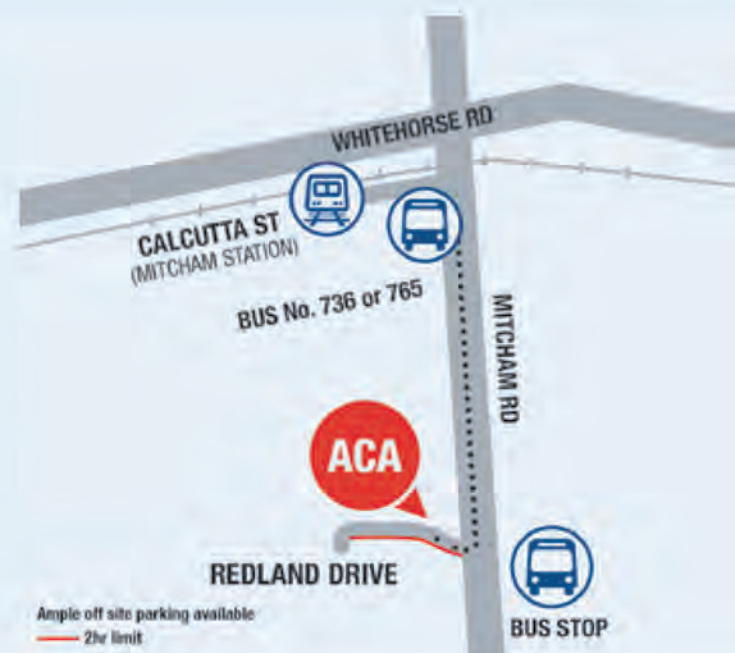 WHITEHORSE RD
CALCUTTA ST
(MITCHAM STATION)
BUS No. 736 or 765
MITCHAM RD
ACA
REDLAND DRIVE
BUS STOP
Ample off site parking available
2hr limit